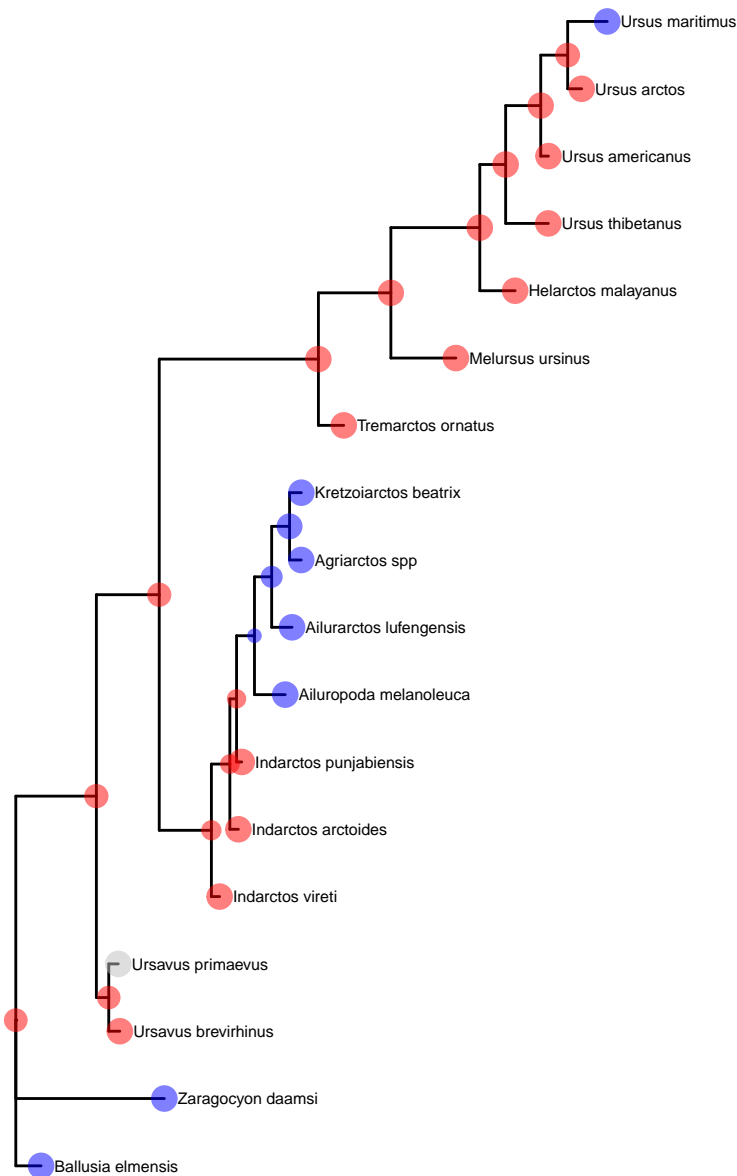 Ursus maritimus
Ursus arctos
Ursus americanus
Ursus thibetanus
Helarctos malayanus
Melursus ursinus
Tremarctos ornatus
Kretzoiarctos beatrix
Agriarctos spp
Ailurarctos lufengensis
Ailuropoda melanoleuca
Indarctos punjabiensis
Indarctos arctoides
Indarctos vireti
Ursavus primaevus
Ursavus brevirhinus
Zaragocyon daamsi
Ballusia elmensis